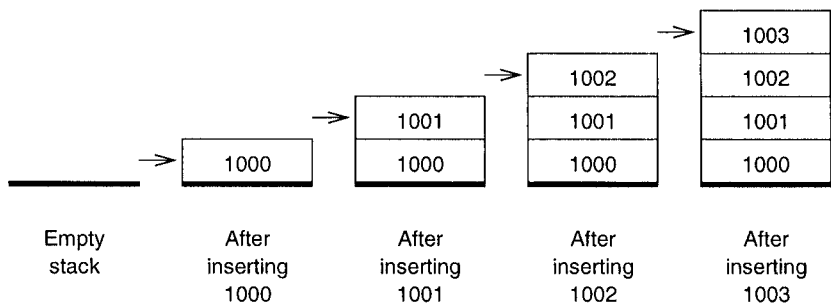 1003
1002 1002
1001 1001 1001
1000 1000 1000 1000
Empty After After After After
stack inserting inserting inserting inserting
1000 1001 1002 1003